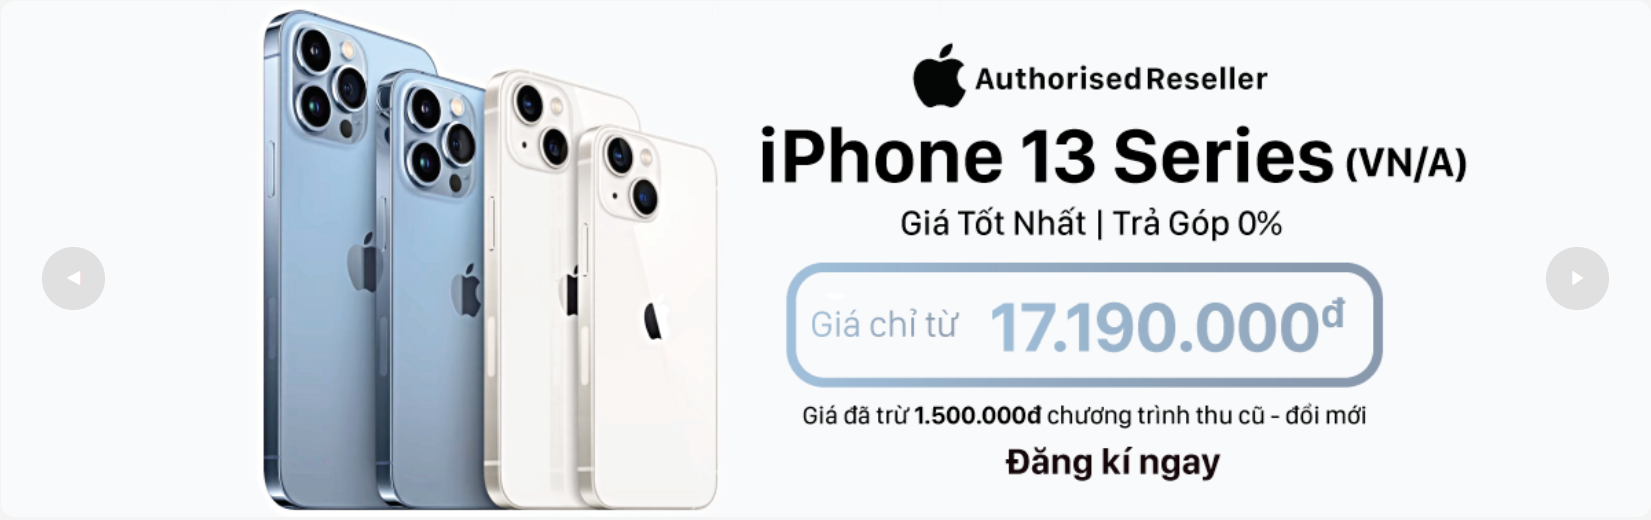 Authorised Reseller
iPhone 13 Series (VN/A)
Giá Tốt Nhất | Trả Góp 0%
Giá chỉ từ 17.190.000đ
Giá đã trừ 1.500.000đ chương trình thu cũ - đổi mới
Đăng kí ngay